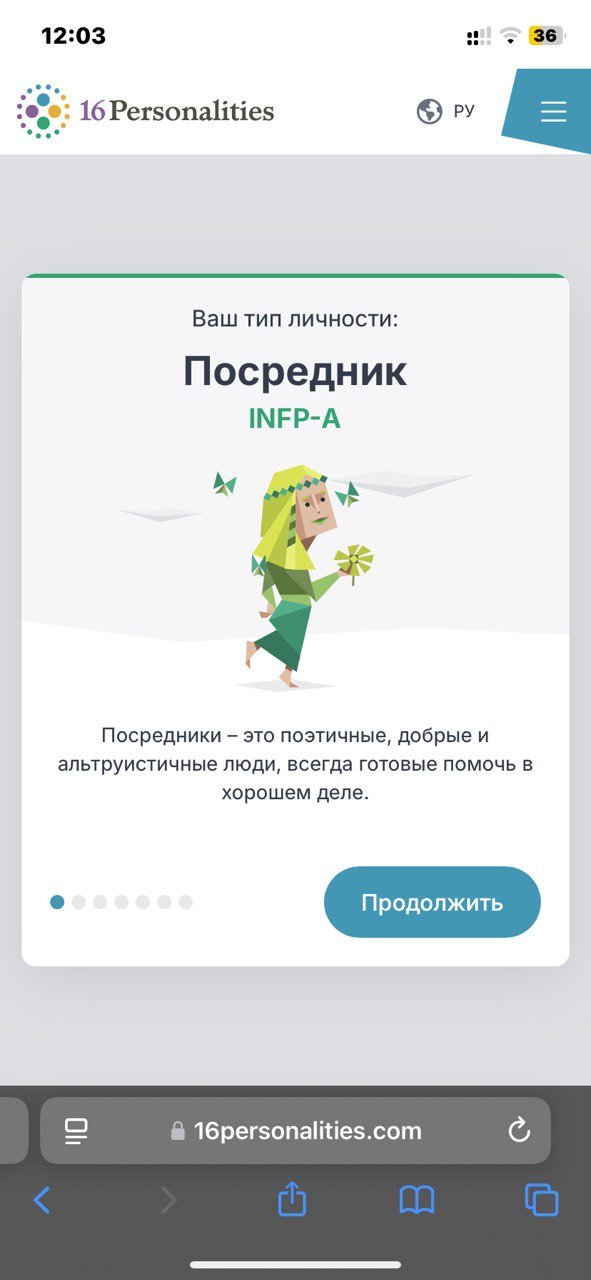 12:03
36
16Personalities
РУ
Ваш тип личности:
Посредник
INFP-A
Посредники – это поэтичные, добрые и
альтруистичные люди, всегда готовые помочь в
хорошем деле.
Продолжить
16personalities.com